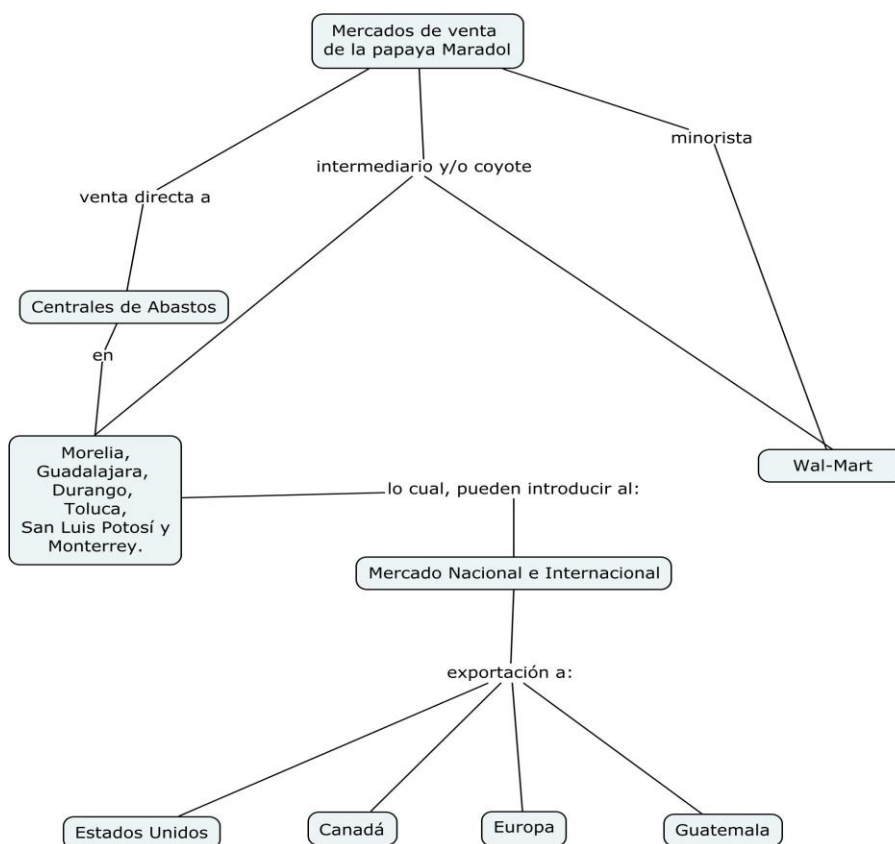 Mercados de venta
de la papaya Maradol
minorista
intermediario y/o coyote
venta directa a
Centrales de Abastos
en
Morelia,
Guadalajara,
Durango,
Toluca,
San Luis Potosí y
Monterrey.
Wal-Mart
lo cual, pueden introducir al:
Mercado Nacional e Internacional
exportación a:
Estados Unidos
Canadá
Europa
Guatemala